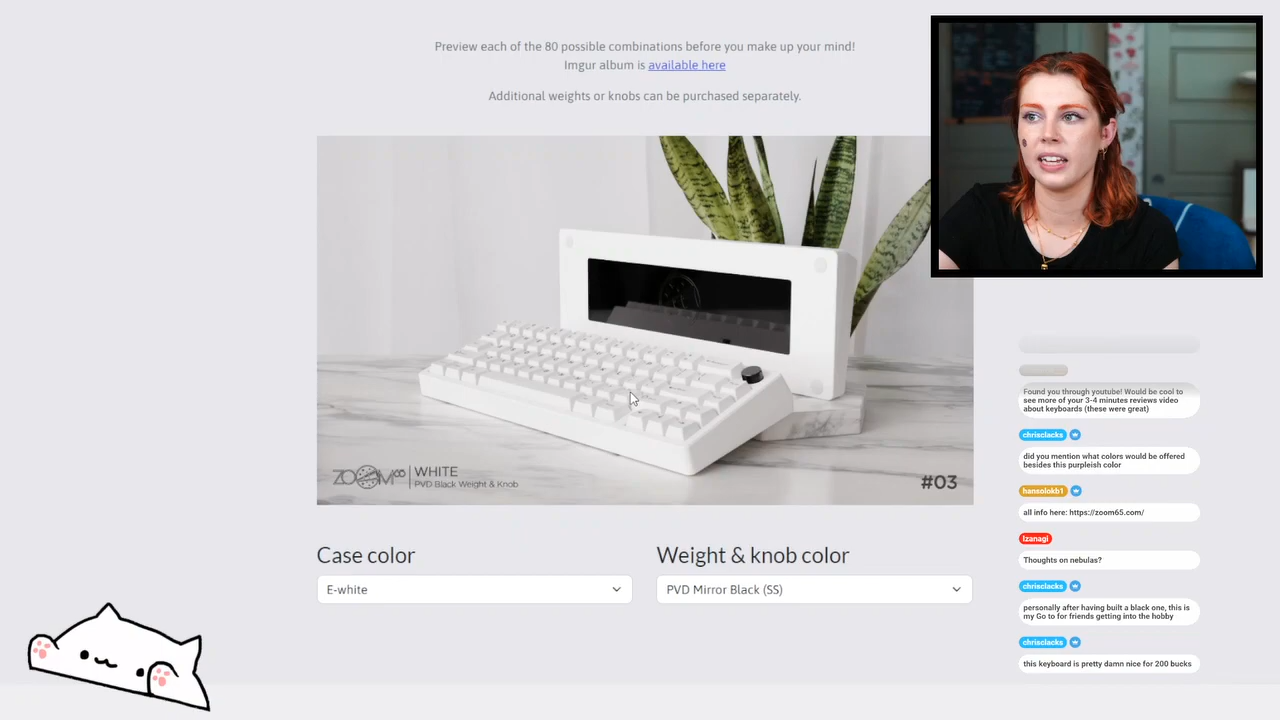 Preview each of the 80 possible combinations before you make up your mind!
Imgur album is available here
Additional weights or knobs can be purchased separately.
ZOOM65
WHITE
PVD Black Weight & Knob
#03
Case color
Weight & knob color
E-white
PVD Mirror Black (SS)
Found you through youtube! Would be cool to
see more of your 3-4 minutes reviews video
about keyboards (these were great)
chrisclacks
did you mention what colors would be offered
besides this purpleish color
hansolokb1
all info here: https://zoom65.com/
Izanagi
Thoughts on nebulas?
chrisclacks
personally after having built a black one, this is
my Go to for friends getting into the hobby
chrisclacks
this keyboard is pretty damn nice for 200 bucks